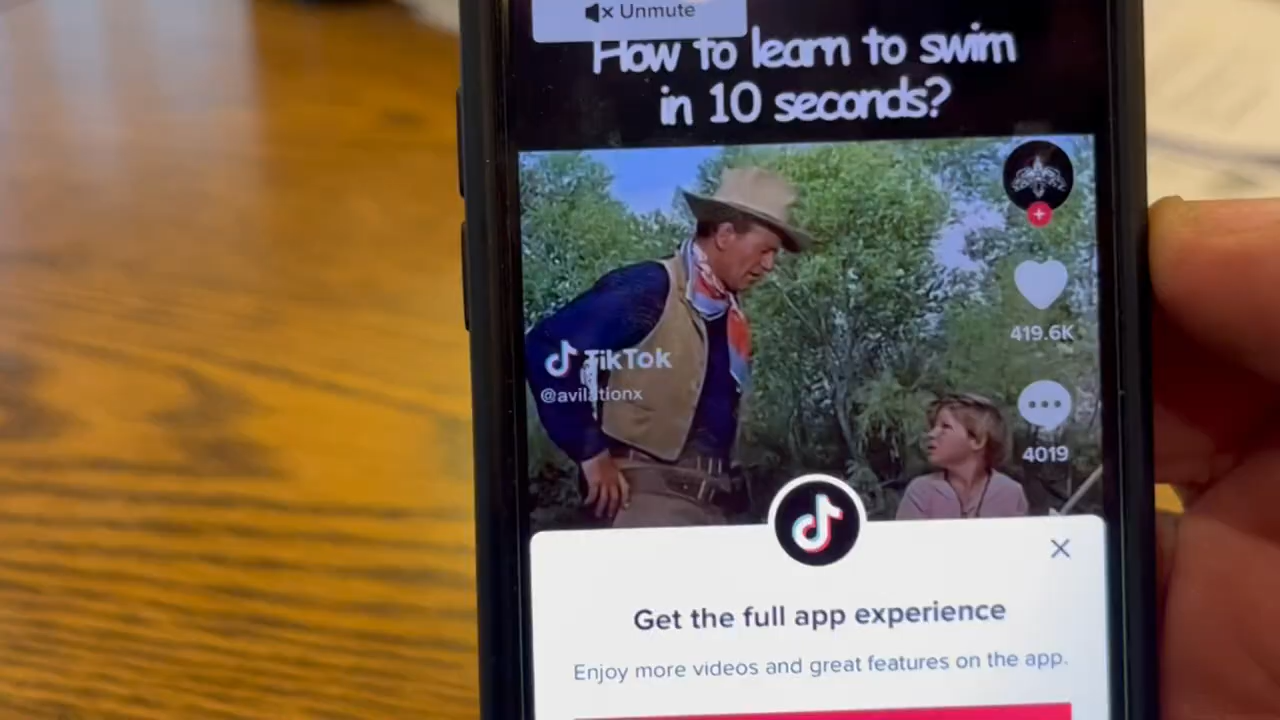 Unmute
How to learn to swim
in 10 seconds?
419.6K
TikTok
@avilationx
4019
Get the full app experience
Enjoy more videos and great features on the app.